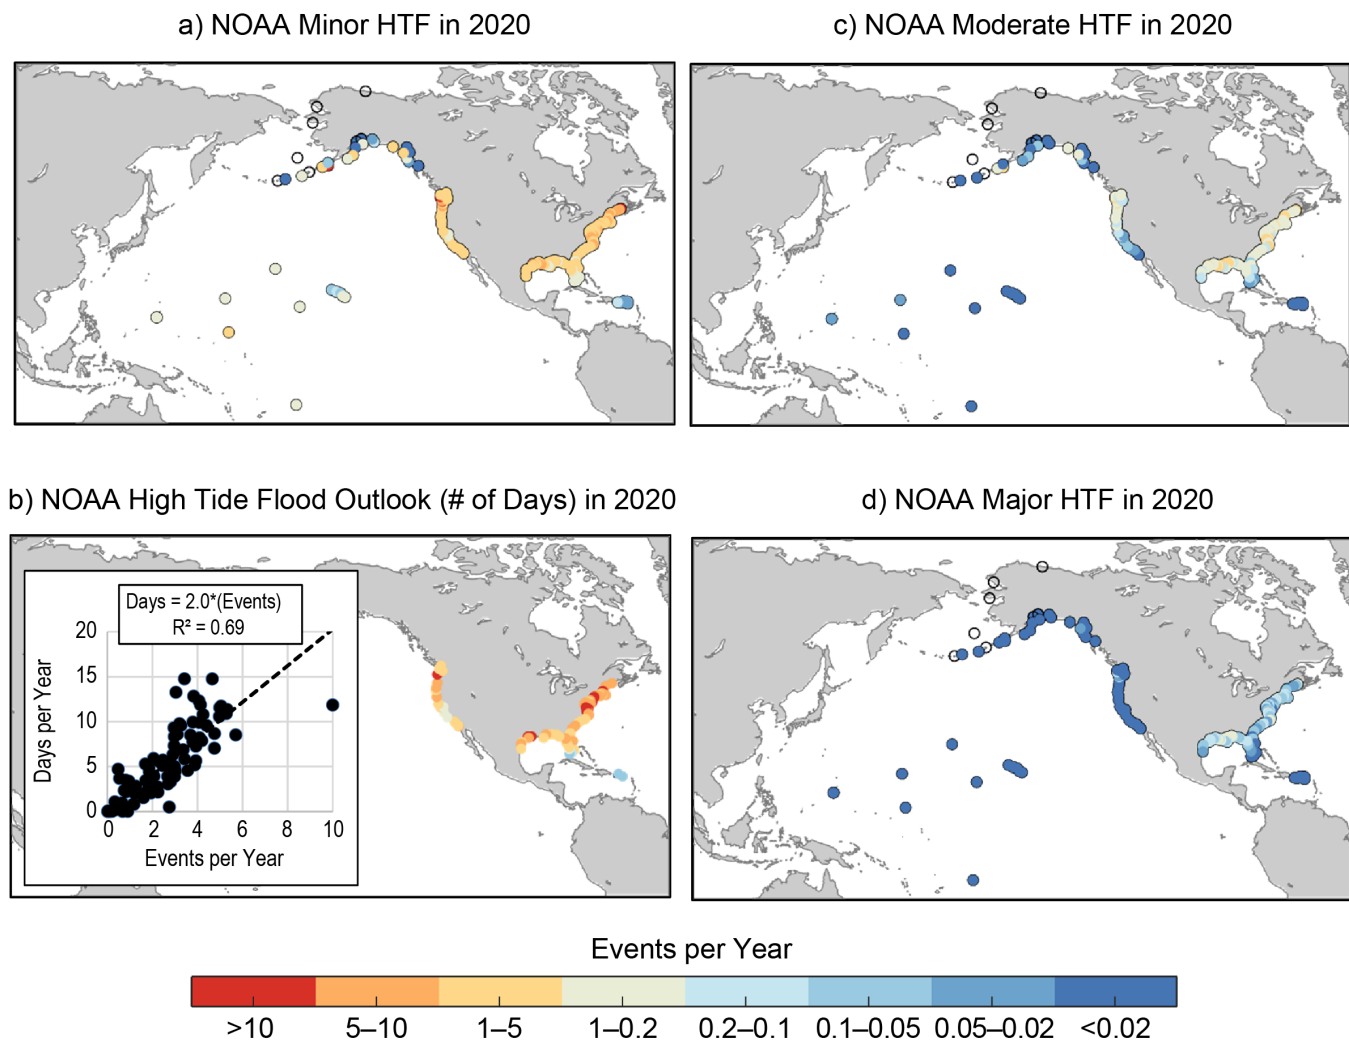 a) NOAA Minor HTF in 2020
c) NOAA Moderate HTF in 2020
b) NOAA High Tide Flood Outlook (# of Days) in 2020
d) NOAA Major HTF in 2020
Days = 2.0*(Events)
R² = 0.69
Days per Year
20
15
10
5
0
0 2 4 6 8 10
Events per Year
Events per Year
>10 5–10 1–5 1–0.2 0.2–0.1 0.1–0.05 0.05–0.02 <0.02